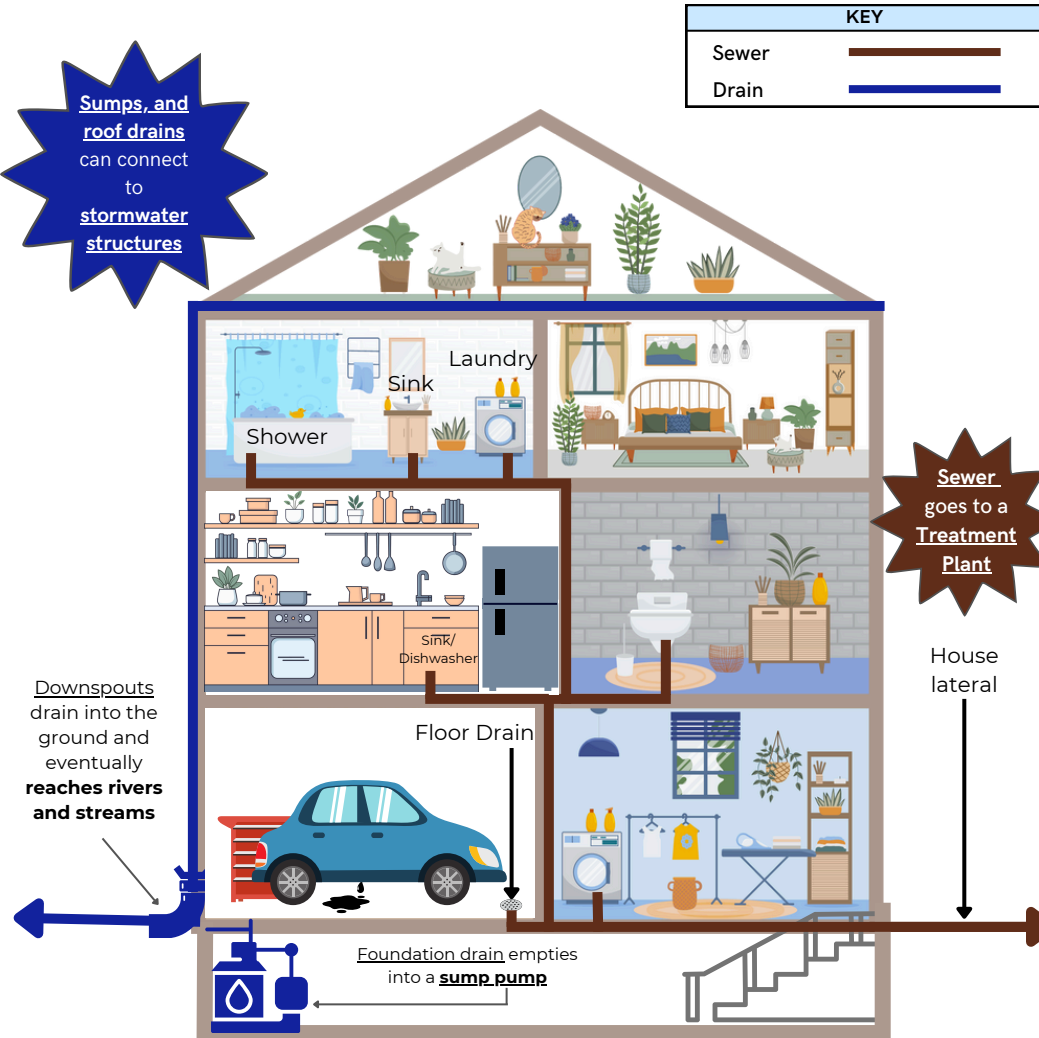 KEY
Sewer
Drain
Sumps, and
roof drains
can connect
to
stormwater
structures
Laundry
Sink
Shower
Sewer
goes to a
Treatment
Plant
Sink/
Dishwasher
House
lateral
Downspouts
drain into the
ground and
eventually
reaches rivers
and streams
Floor Drain
Foundation drain empties
into a sump pump